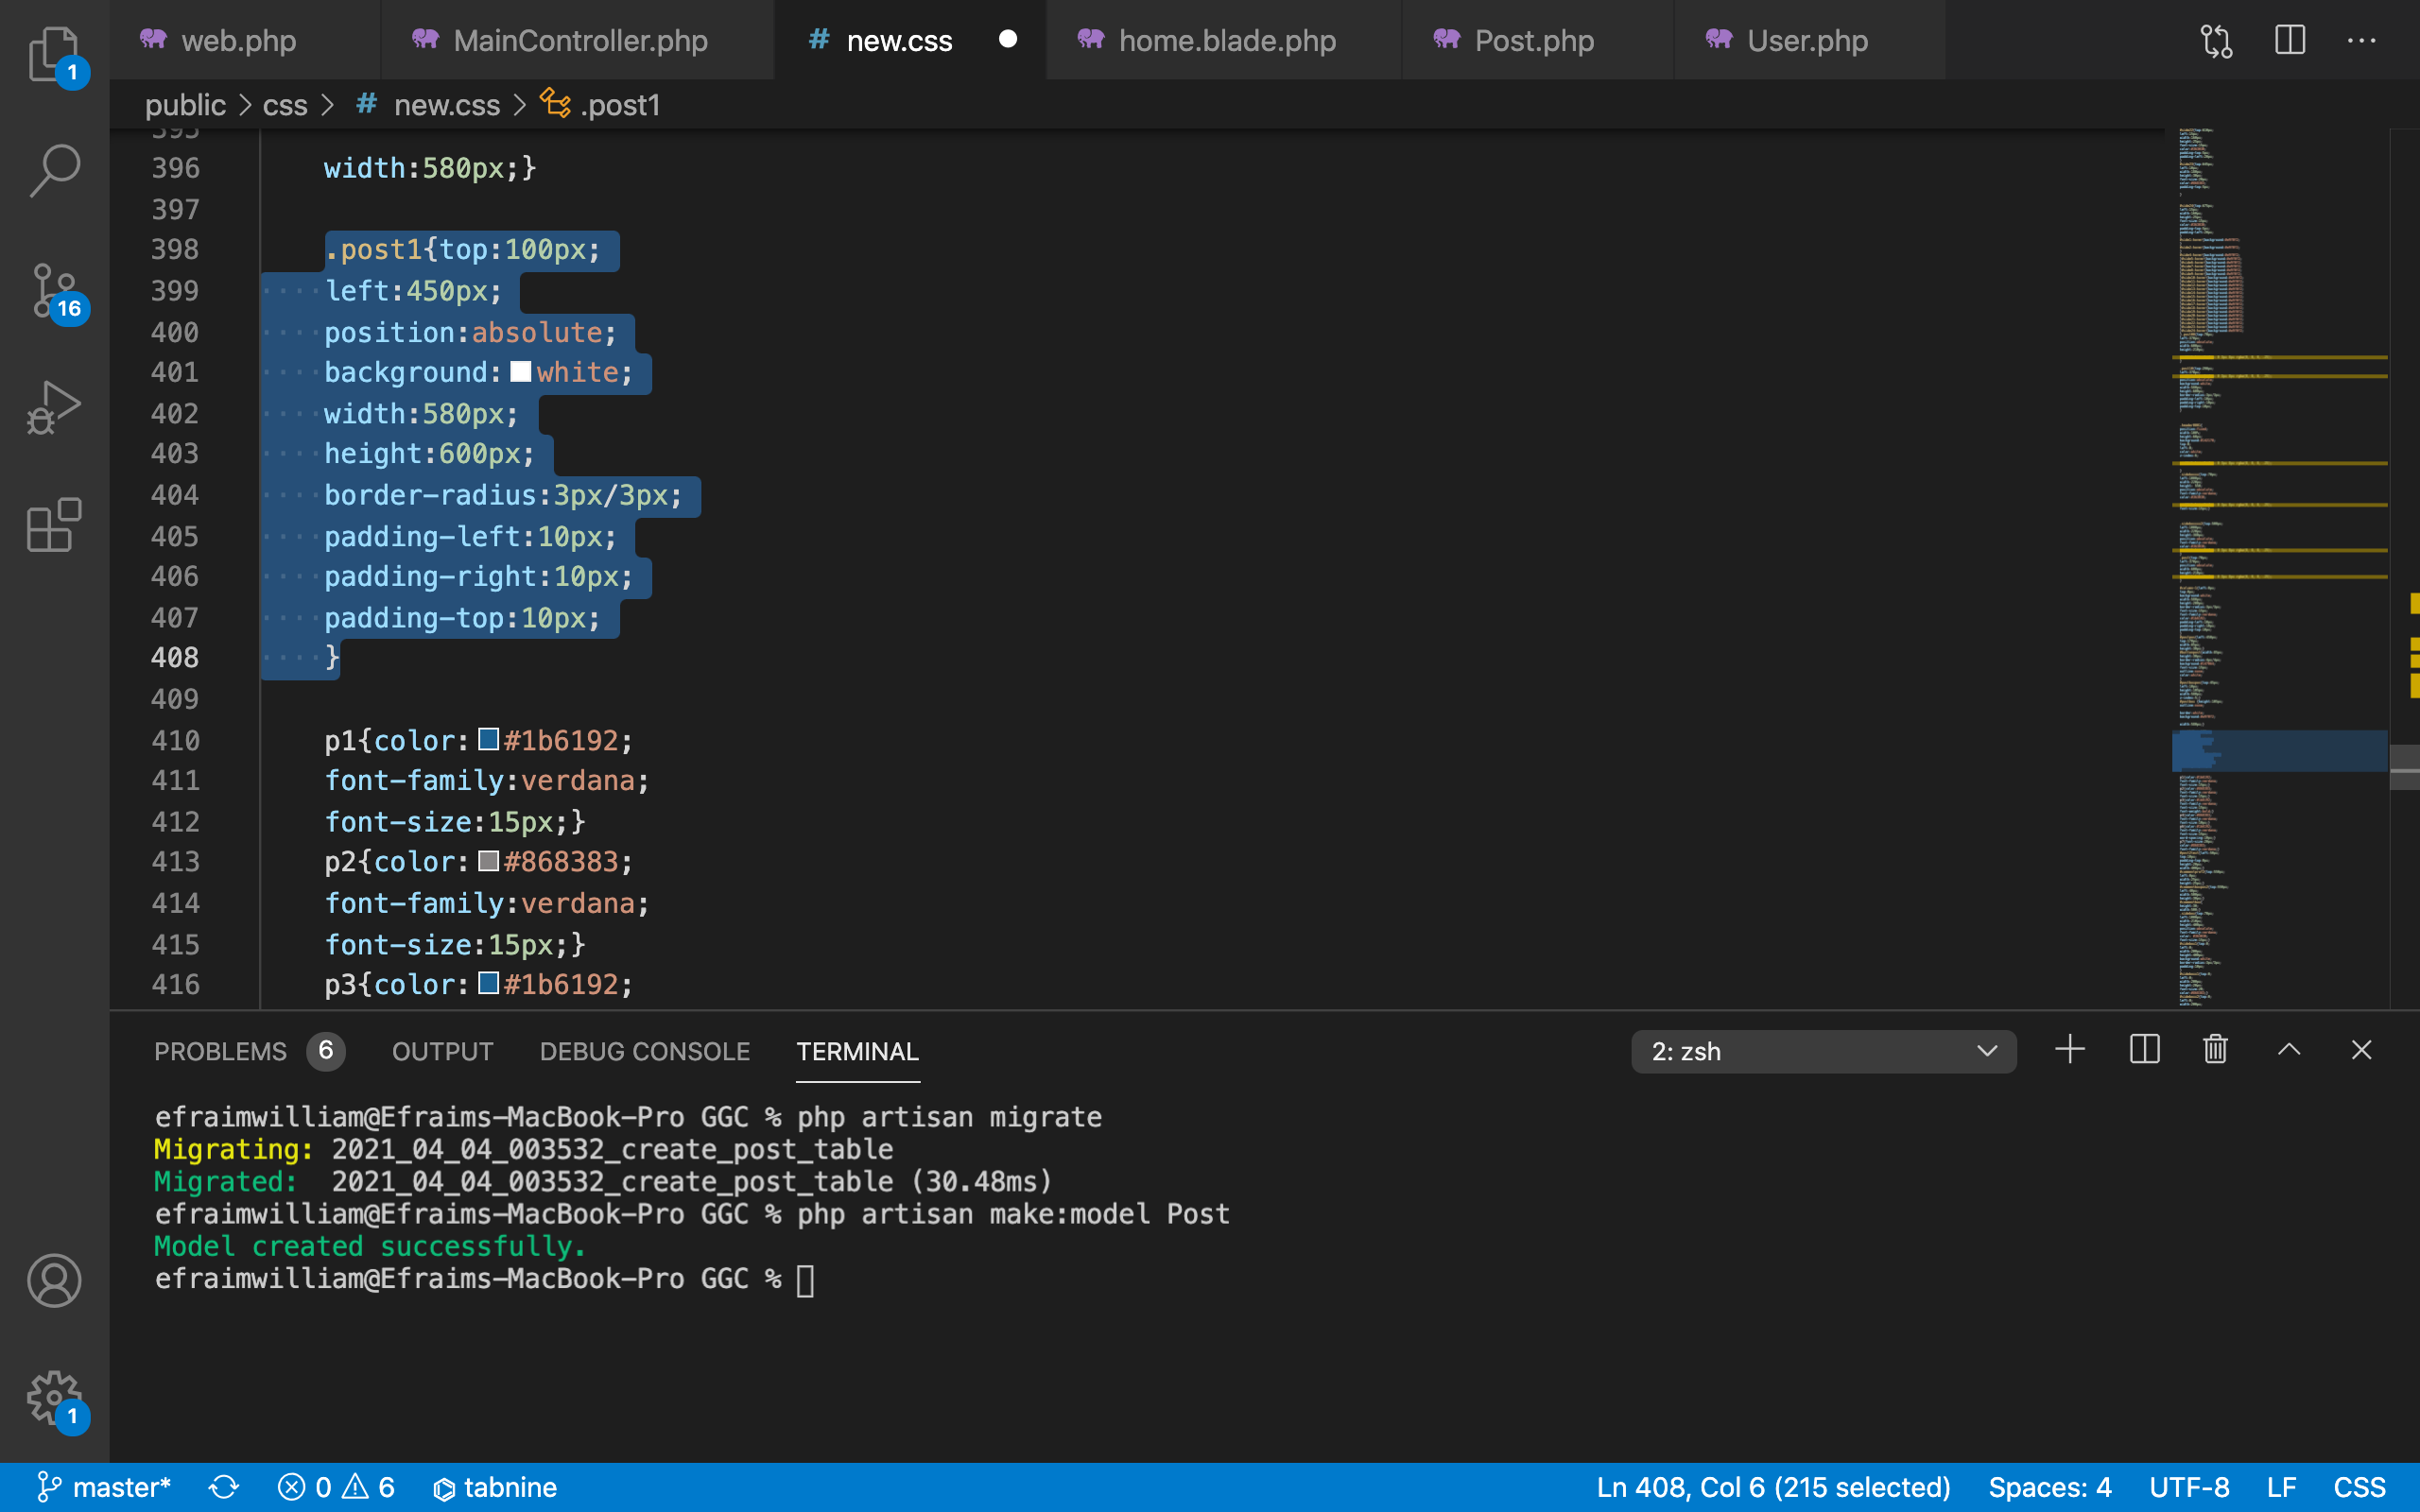 web.php MainController.php # new.css home.blade.php Post.php User.php
1
public > css > # new.css > .post1
395
396 width:580px;}
397
398 .post1{top:100px;
399 left:450px;
16
400 position:absolute;
401 background:white;
402 width:580px;
403 height:600px;
404 border-radius:3px/3px;
405 padding-left:10px;
406 padding-right:10px;
407 padding-top:10px;
408 }
409
410 p1{color:#1b6192;
411 font-family:verdana;
412 font-size:15px;}
413 p2{color:#868383;
414 font-family:verdana;
415 font-size:15px;}
416 p3{color:#1b6192;
PROBLEMS 6 OUTPUT DEBUG CONSOLE TERMINAL 2: zsh
efraimwilliam@Efraims-MacBook-Pro GGC % php artisan migrate
Migrating: 2021_04_04_003532_create_post_table
Migrated:  2021_04_04_003532_create_post_table (30.48ms)
efraimwilliam@Efraims-MacBook-Pro GGC % php artisan make:model Post
Model created successfully.
efraimwilliam@Efraims-MacBook-Pro GGC %
1
master* 0 6 tabnine Ln 408, Col 6 (215 selected) Spaces: 4 UTF-8 LF CSS